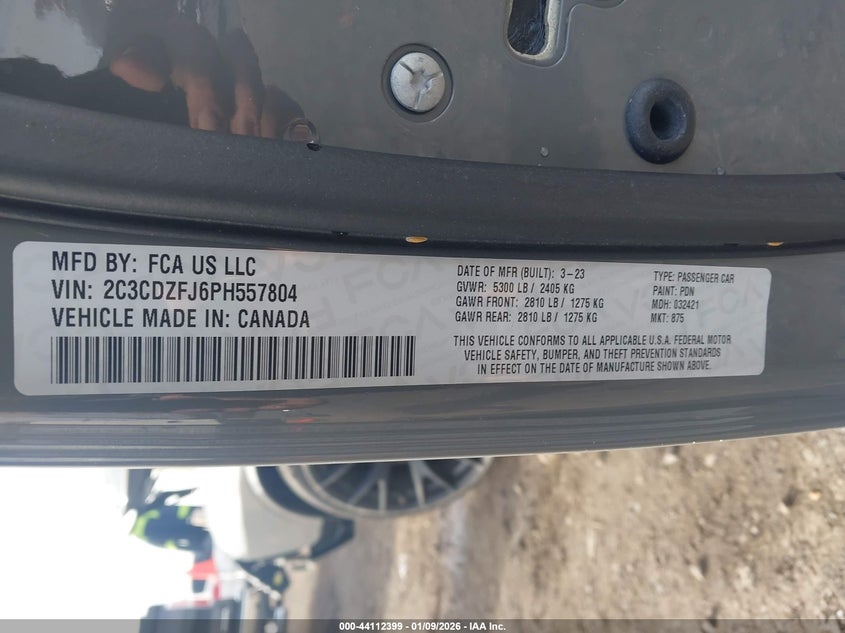 MFD BY: FCA US LLC
VIN: 2C3CDZFJ6PH557804
VEHICLE MADE IN: CANADA
DATE OF MFR (BUILT): 3-23
GVWR: 5300 LB / 2405 KG
GAWR FRONT: 2810 LB / 1275 KG
GAWR REAR: 2810 LB / 1275 KG
TYPE: PASSENGER CAR
PAINT: PDN
MDH: 032421
MKT: 875
THIS VEHICLE CONFORMS TO ALL APPLICABLE U.S.A. FEDERAL MOTOR
VEHICLE SAFETY, BUMPER, AND THEFT PREVENTION STANDARDS
IN EFFECT ON THE DATE OF MANUFACTURE SHOWN ABOVE.
000-44112399 - 01/09/2026 - IAA Inc.